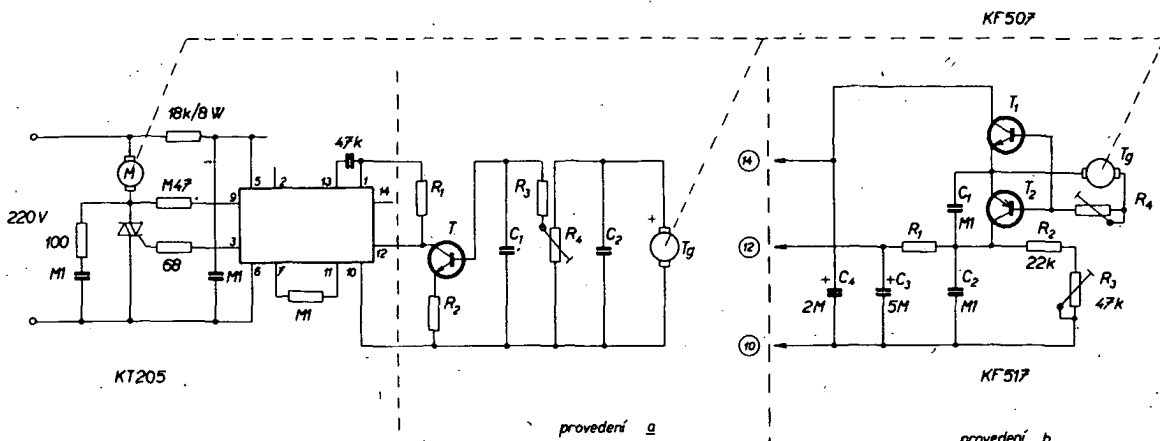 KF507
18k/8W
M
M47
100
68
M1
M1
220V
5
2
9
3
6
7
11
10
13
1
14
12
47k
M1
KT205
R1
T
R2
C1
R3
R4
C2
+
Tg
provedení a
14
12
10
T1
T2
Tg
R4
C1
M1
R1
R2
22k
R3
47k
+
C4
2M
+
C3
5M
C2
M1
KF517
provedení b